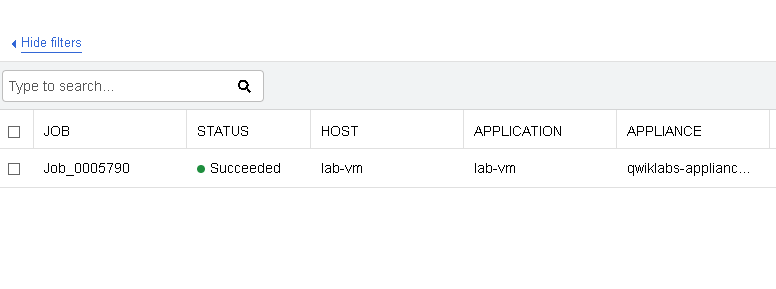 Hide filters
Type to search...
JOB STATUS HOST APPLICATION APPLIANCE
Job_0005790 Succeeded lab-vm lab-vm qwiklabs-applianc...